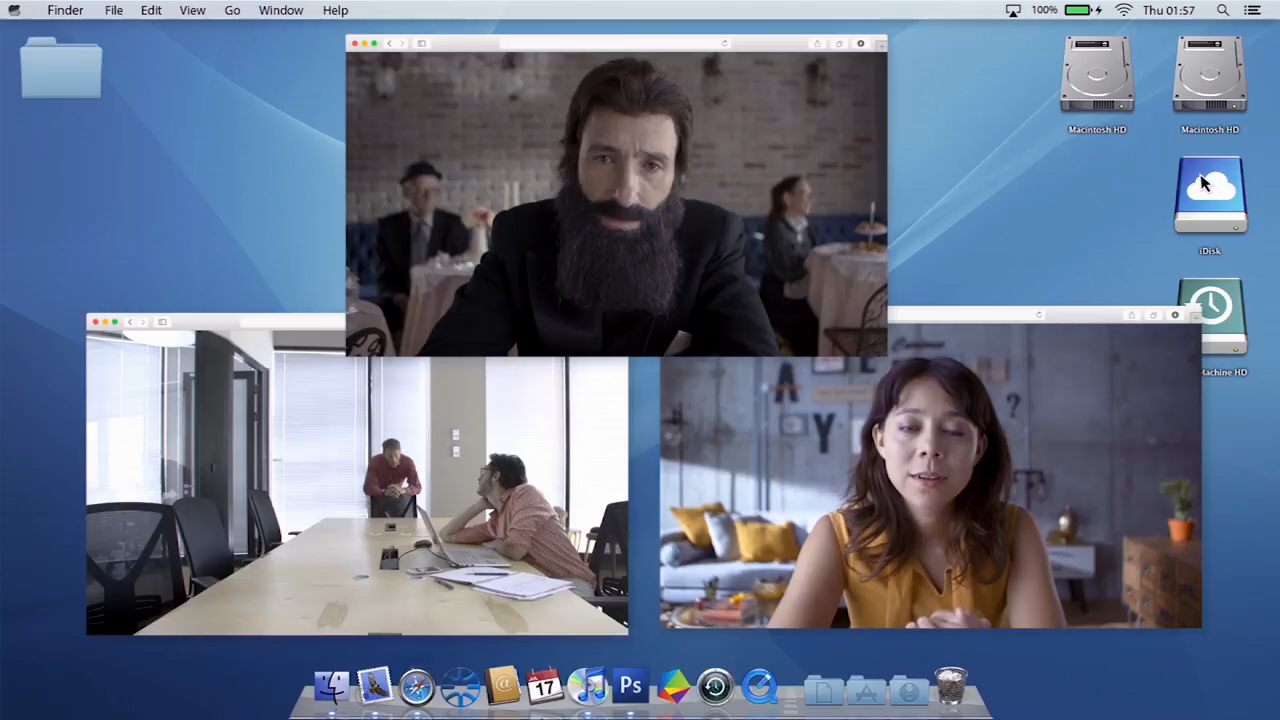 Finder File Edit View Go Window Help 100% Thu 01:57
Macintosh HD Macintosh HD
iDisk
Machine HD
A
Y
?
@ 17 Ps